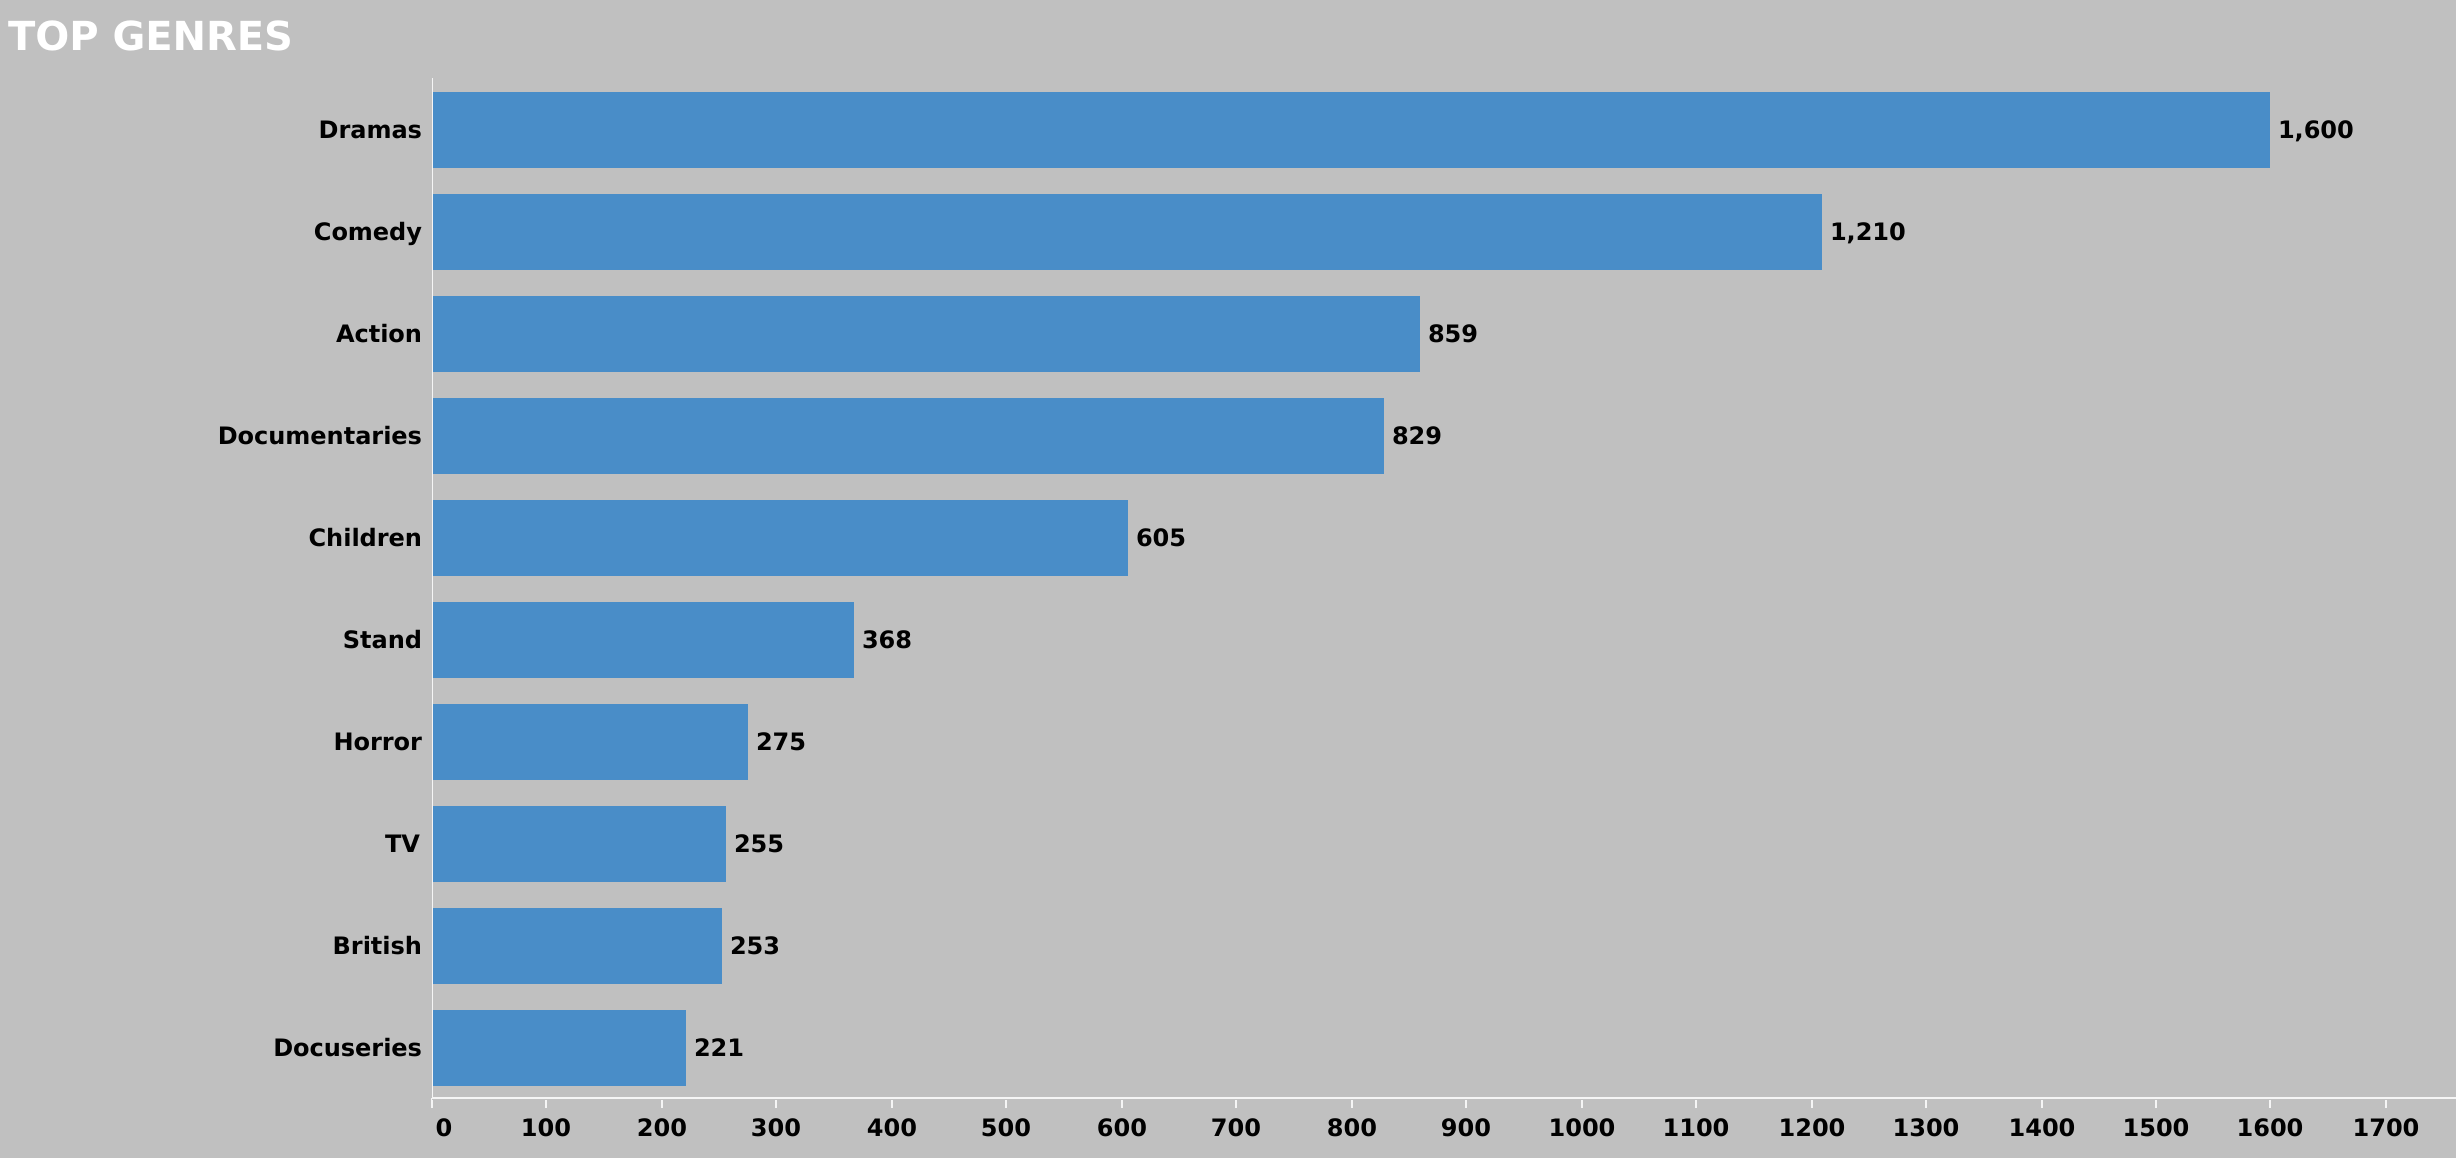 TOP GENRES
Dramas 1,600
Comedy 1,210
Action 859
Documentaries 829
Children 605
Stand 368
Horror 275
TV 255
British 253
Docuseries 221
0 100 200 300 400 500 600 700 800 900 1000 1100 1200 1300 1400 1500 1600 1700